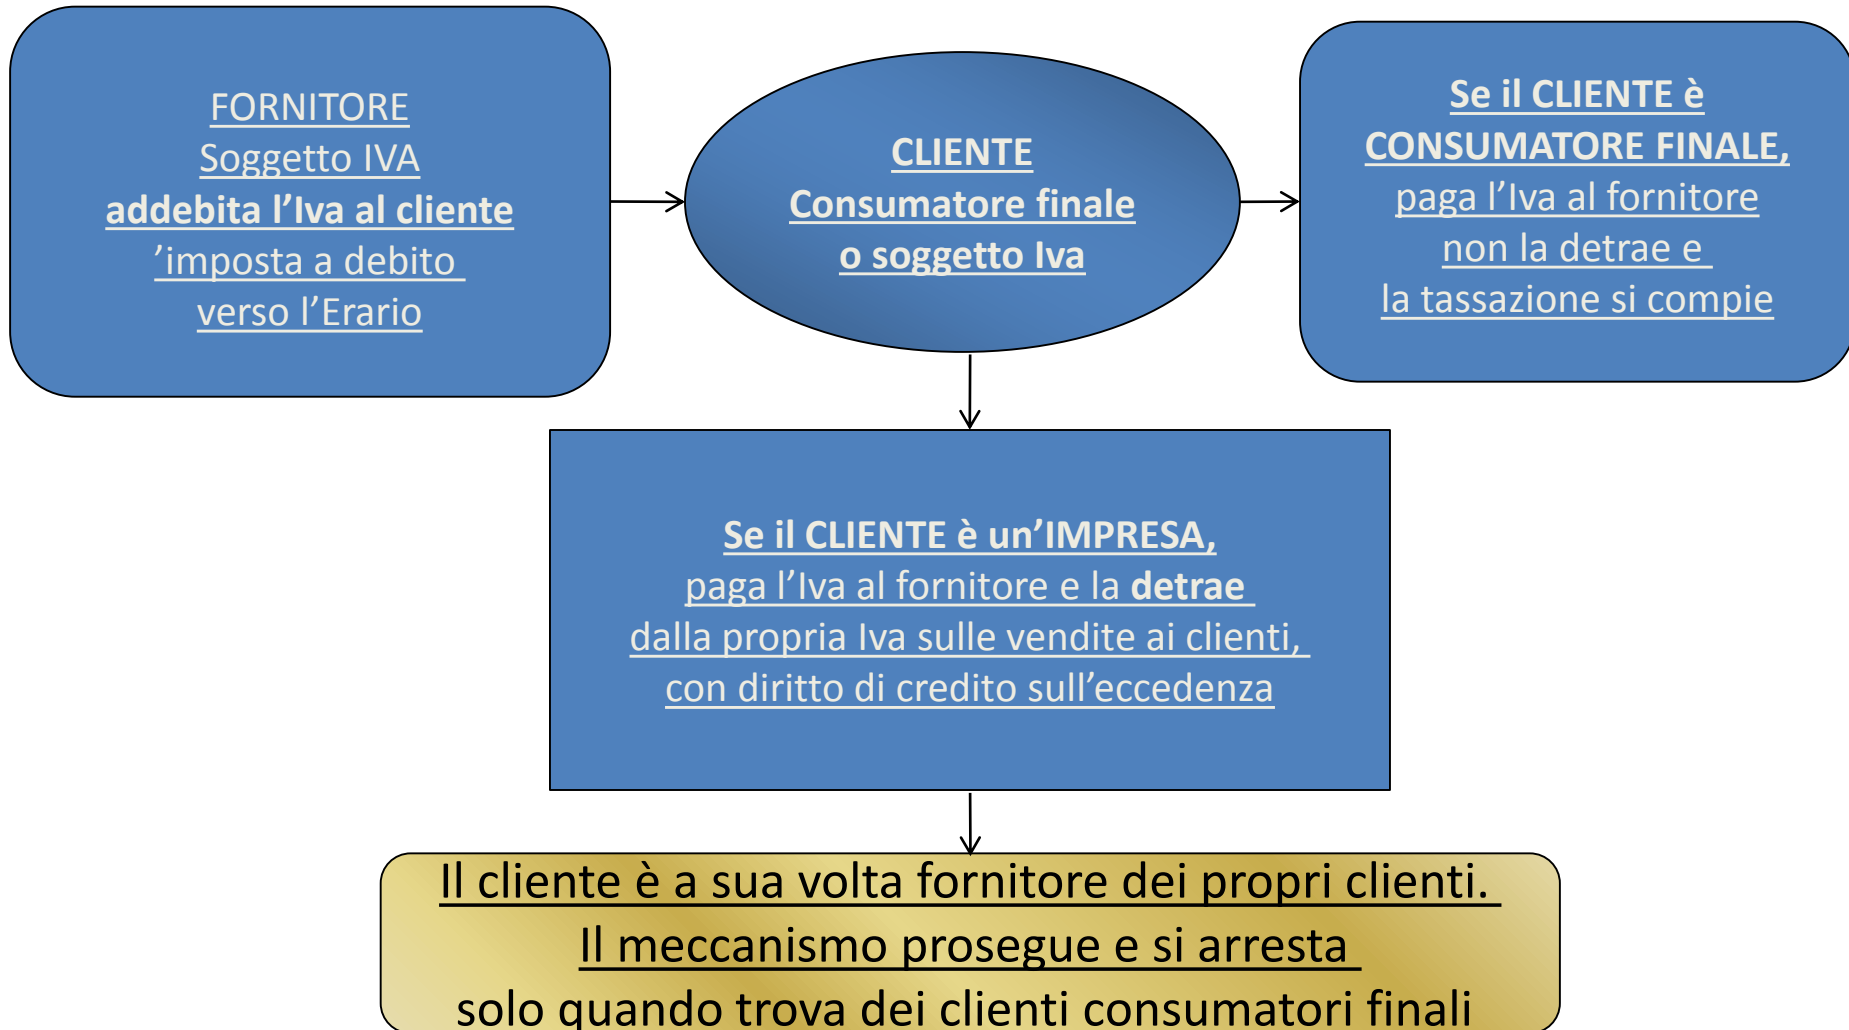 FORNITORE
Soggetto IVA
addebita l’Iva al cliente
’imposta a debito
verso l’Erario
CLIENTE
Consumatore finale
o soggetto Iva
Se il CLIENTE è
CONSUMATORE FINALE,
paga l’Iva al fornitore
non la detrae e
la tassazione si compie
Se il CLIENTE è un’IMPRESA,
paga l’Iva al fornitore e la detrae
dalla propria Iva sulle vendite ai clienti,
con diritto di credito sull’eccedenza
Il cliente è a sua volta fornitore dei propri clienti.
Il meccanismo prosegue e si arresta
solo quando trova dei clienti consumatori finali